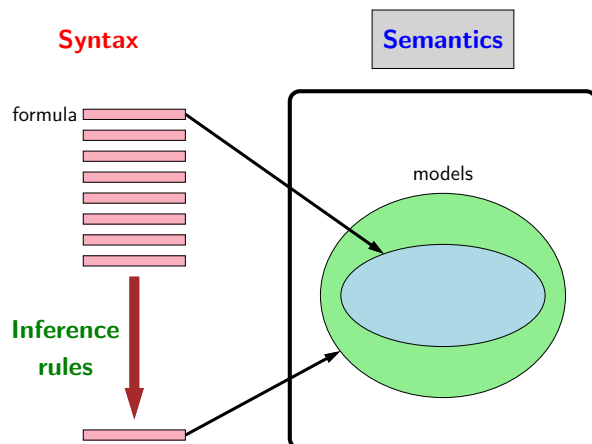 Syntax
Semantics
formula
models
Inference
rules